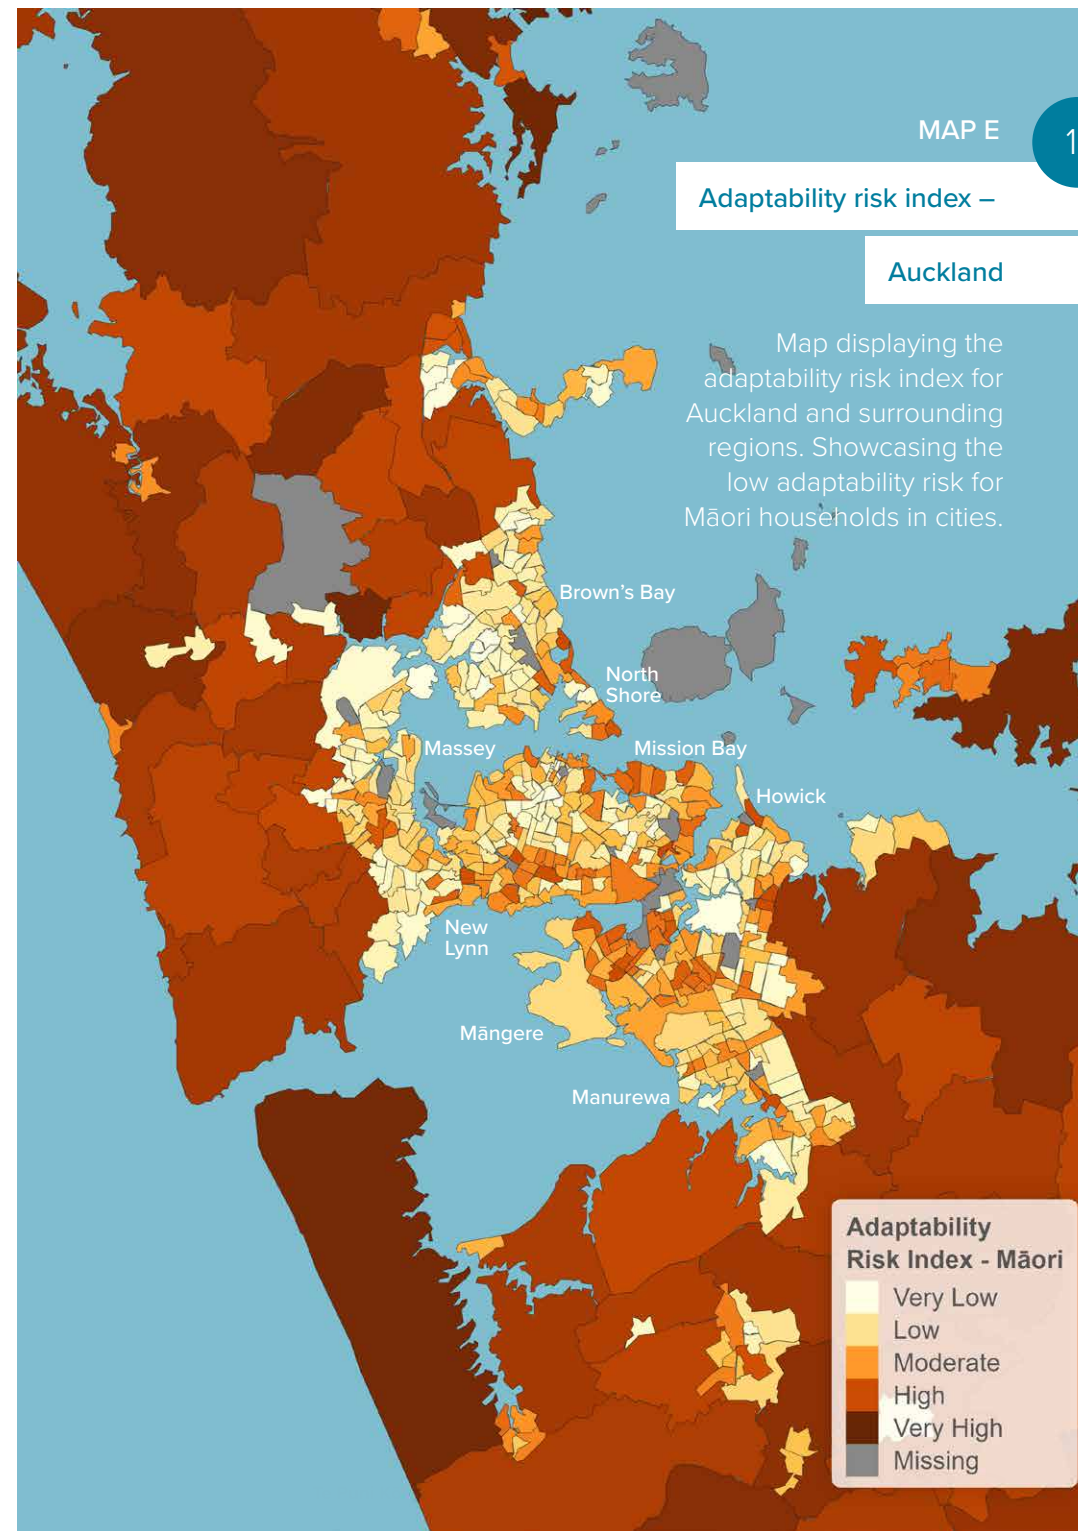 MAP E
1
Adaptability risk index –
Auckland
Map displaying the
adaptability risk index for
Auckland and surrounding
regions. Showcasing the
low adaptability risk for
Māori households in cities.
Brown's Bay
North
Shore
Massey
Mission Bay
Howick
New
Lynn
Māngere
Manurewa
Adaptability
Risk Index - Māori
Very Low
Low
Moderate
High
Very High
Missing